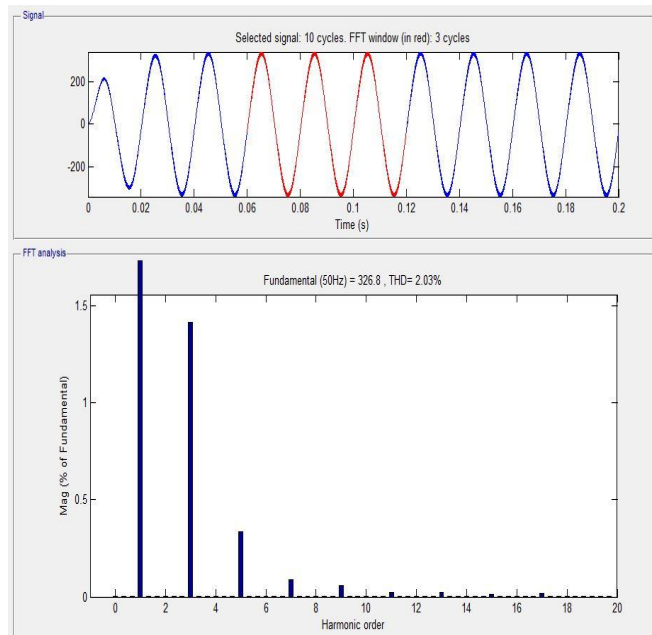 Signal
Selected signal: 10 cycles. FFT window (in red): 3 cycles
200
0
-200
0 0.02 0.04 0.06 0.08 0.1 0.12 0.14 0.16 0.18 0.2
Time (s)
FFT analysis
Fundamental (50Hz) = 326.8 , THD= 2.03%
1.5
1
0.5
0
Mag (% of Fundamental)
0 2 4 6 8 10 12 14 16 18 20
Harmonic order